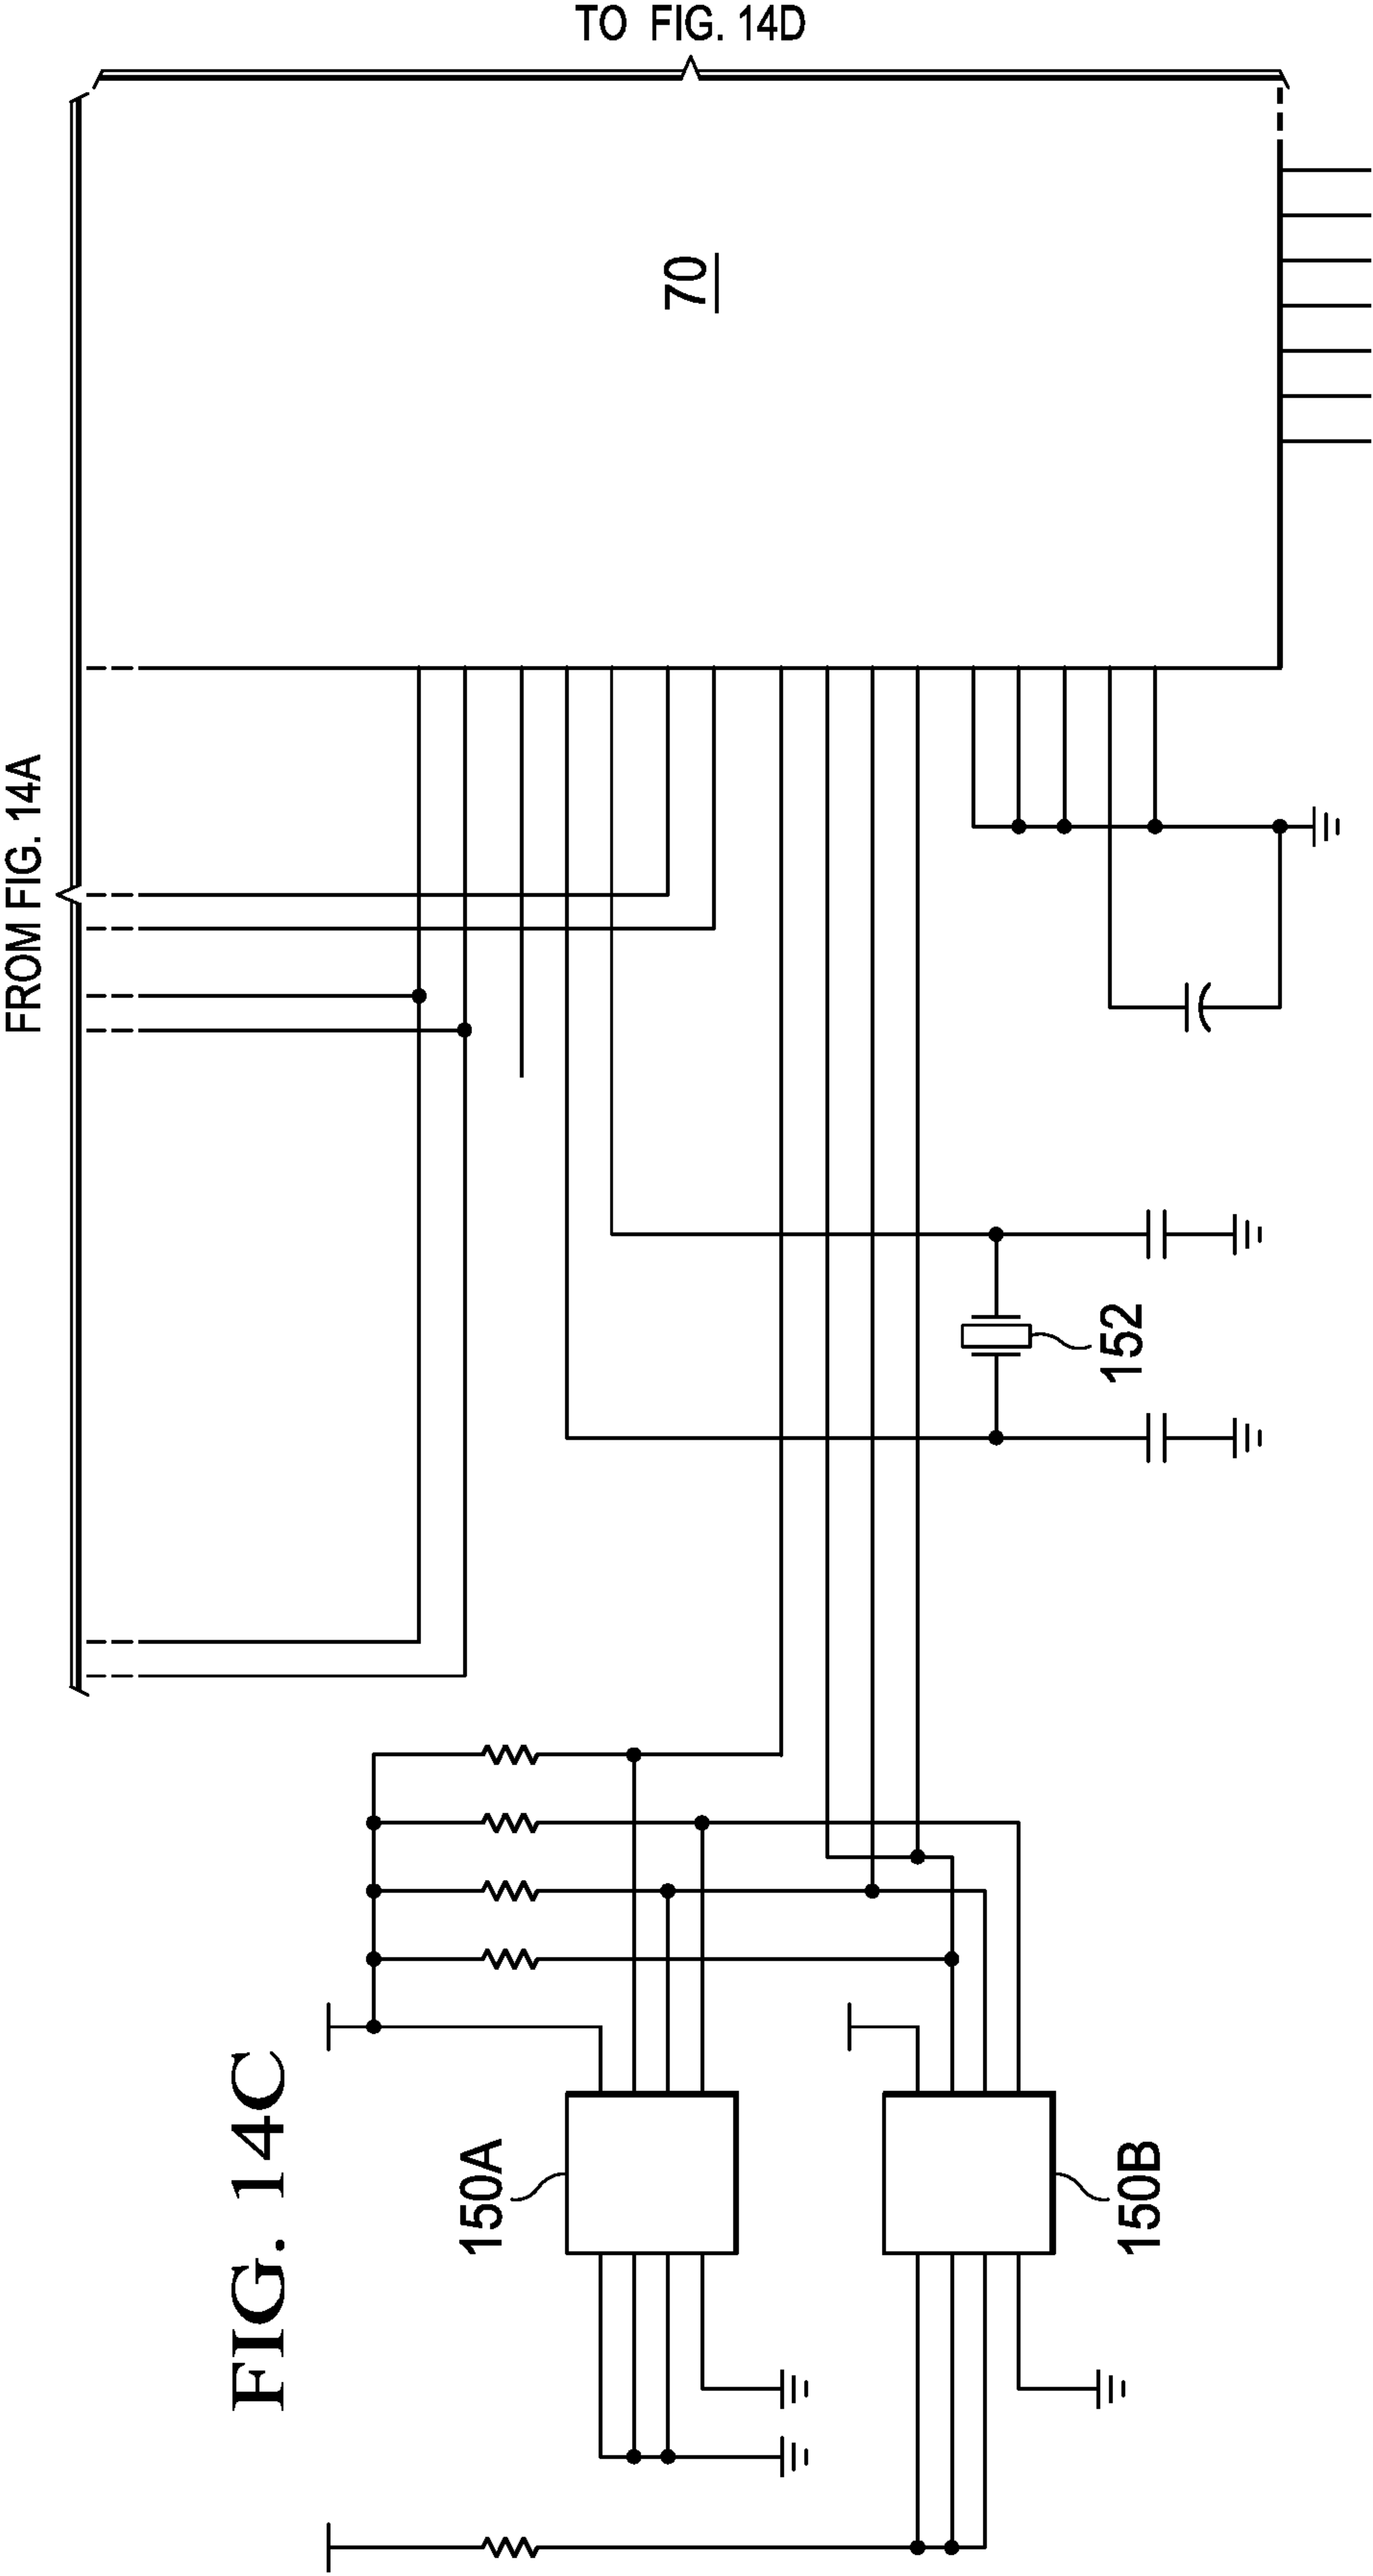 TO FIG. 14D
FROM FIG. 14A
70
152
FIG. 14C
150A
150B